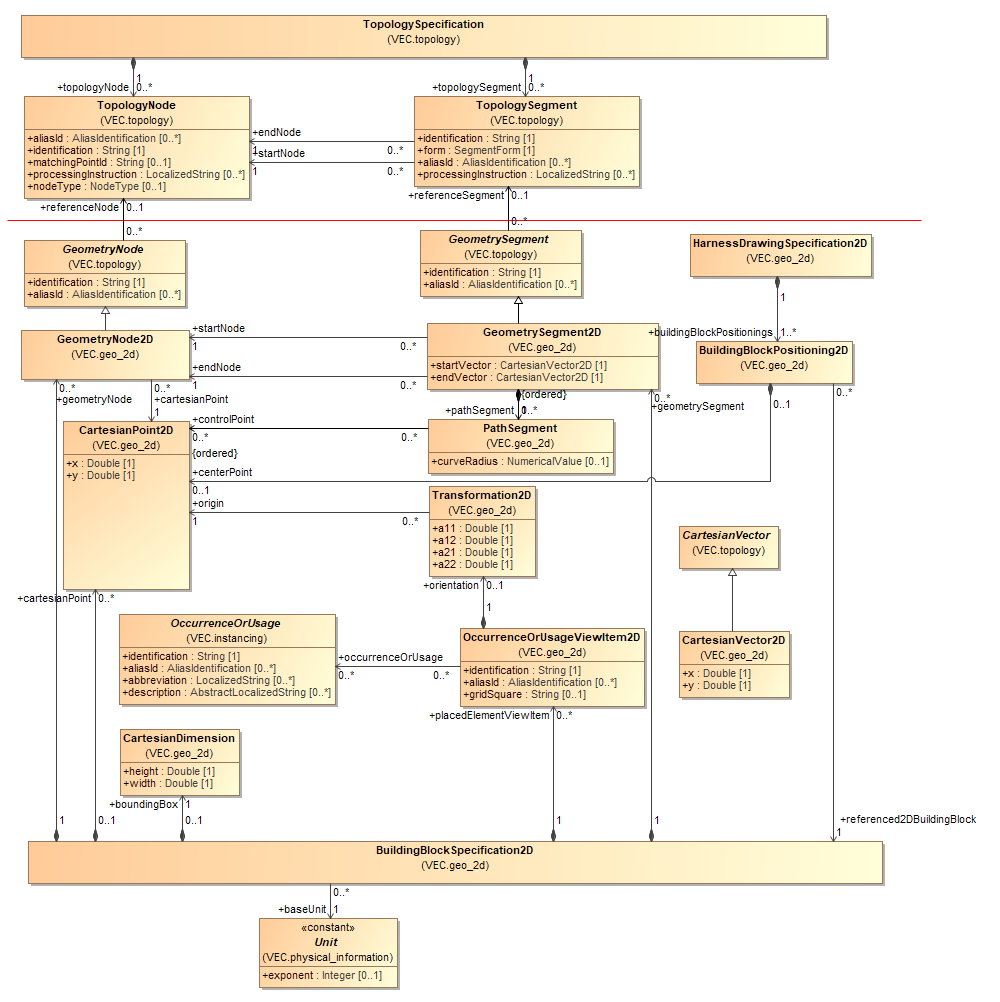 TopologySpecification
(VEC.topology)
1
+topologyNode
0..*
1
+topologySegment
0..*
TopologyNode
(VEC.topology)
+aliasId : AliasIdentification [0..*]
+identification : String [1]
+matchingPointId : String [0..1]
+processingInstruction : LocalizedString [0..*]
+nodeType : NodeType [0..1]
TopologySegment
(VEC.topology)
+identification : String [1]
+form : SegmentForm [1]
+aliasId : AliasIdentification [0..*]
+processingInstruction : LocalizedString [0..*]
+endNode
1
0..*
+startNode
1
0..*
+referenceNode
0..1
0..*
+referenceSegment
0..1
0..*
GeometryNode
(VEC.topology)
+identification : String [1]
+aliasId : AliasIdentification [0..*]
GeometrySegment
(VEC.topology)
+identification : String [1]
+aliasId : AliasIdentification [0..*]
HarnessDrawingSpecification2D
(VEC.geo_2d)
1
+buildingBlockPositionings
1..*
GeometryNode2D
(VEC.geo_2d)
+startNode
1
0..*
+endNode
1
0..*
GeometrySegment2D
(VEC.geo_2d)
+startVector : CartesianVector2D [1]
+endVector : CartesianVector2D [1]
BuildingBlockPositioning2D
(VEC.geo_2d)
0..1
0..*
0..*
+geometryNode
0..*
+cartesianPoint
1
{ordered}
1
+pathSegment
0..*
0..*
+geometrySegment
CartesianPoint2D
(VEC.geo_2d)
+x : Double [1]
+y : Double [1]
+controlPoint
0..*
0..*
{ordered}
PathSegment
(VEC.geo_2d)
+curveRadius : NumericalValue [0..1]
+centerPoint
0..1
+origin
1
0..*
Transformation2D
(VEC.geo_2d)
+a11 : Double [1]
+a12 : Double [1]
+a21 : Double [1]
+a22 : Double [1]
CartesianVector
(VEC.topology)
+orientation
0..1
1
+cartesianPoint
0..*
OccurrenceOrUsage
(VEC.instancing)
+identification : String [1]
+aliasId : AliasIdentification [0..*]
+abbreviation : LocalizedString [0..*]
+description : AbstractLocalizedString [0..*]
+occurrenceOrUsage
0..*
0..*
OccurrenceOrUsageViewItem2D
(VEC.geo_2d)
+identification : String [1]
+aliasId : AliasIdentification [0..*]
+gridSquare : String [0..1]
CartesianVector2D
(VEC.geo_2d)
+x : Double [1]
+y : Double [1]
+placedElementViewItem
0..*
CartesianDimension
(VEC.geo_2d)
+height : Double [1]
+width : Double [1]
+boundingBox
1
1
0..1
0..1
1
1
+referenced2DBuildingBlock
1
BuildingBlockSpecification2D
(VEC.geo_2d)
0..*
+baseUnit
1
«constant»
Unit
(VEC.physical_information)
+exponent : Integer [0..1]